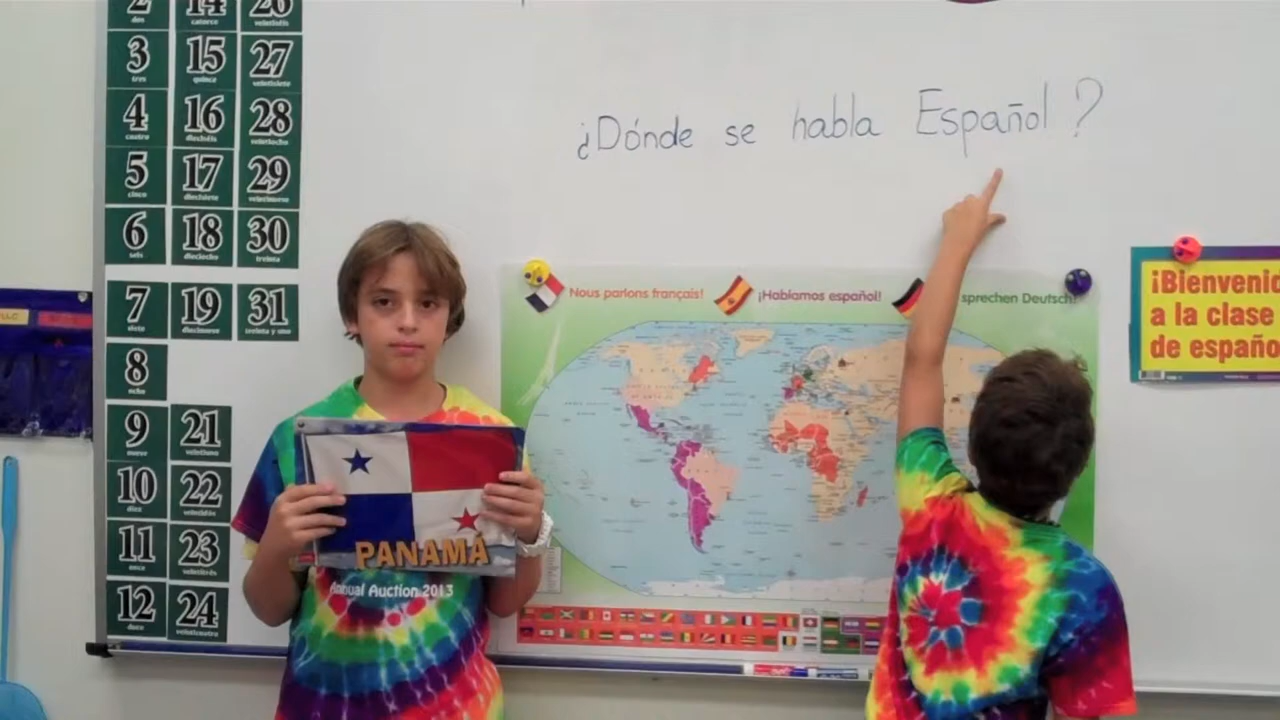 ¿Dónde se habla Español?
2 14 26
dos catorce veintiséis
3 15 27
tres quince veintisiete
4 16 28
cuatro dieciséis veintiocho
5 17 29
cinco diecisiete veintinueve
6 18 30
seis dieciocho treinta
7 19 31
siete diecinueve treinta y uno
8
ocho
9 21
nueve veintiuno
10 22
diez veintidós
11 23
once veintitrés
12 24
doce veinticuatro
Nous parlons français! ¡Hablamos español! sprechen Deutsch!
¡Bienvenid
a la clase
de españo
PANAMÁ
Annual Auction 2013